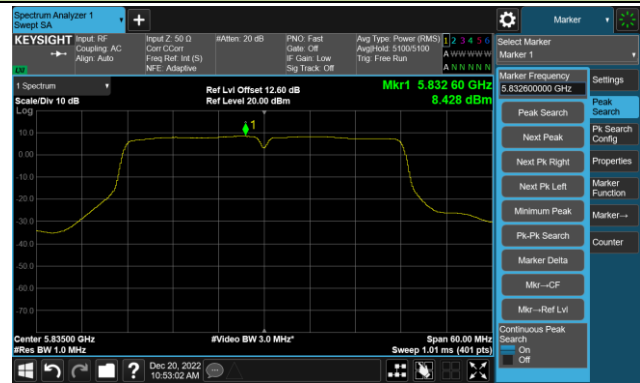 Spectrum Analyzer 1
Swept SA
Marker
KEYSIGHT
Input: RF
Coupling: AC
Align: Auto
Input Z: 50 Ω
Corr CCorr
Freq Ref: Int (S)
NFE: Adaptive
#Atten: 20 dB
PNO: Fast
Gate: Off
IF Gain: Low
Sig Track: Off
Avg Type: Power (RMS)
Avg|Hold: 5100/5100
Trig: Free Run
1 2 3 4 5 6
A W W W W W
A N N N N N
Select Marker
Marker 1
1 Spectrum
Scale/Div 10 dB
Log
Ref Lvl Offset 12.60 dB
Ref Level 20.00 dBm
Mkr1 5.832 60 GHz
8.428 dBm
Marker Frequency
5.832600000 GHz
Peak Search
Next Peak
Next Pk Right
Next Pk Left
Minimum Peak
Pk-Pk Search
Marker Delta
Mkr→CF
Mkr→Ref Lvl
Continuous Peak
Search
On
Off
Settings
Peak
Search
Pk Search
Config
Properties
Marker
Function
Marker→
Counter
1
10.0
0.00
-10.0
-20.0
-30.0
-40.0
-50.0
-60.0
-70.0
Center 5.83500 GHz
#Res BW 1.0 MHz
#Video BW 3.0 MHz*
Span 60.00 MHz
Sweep 1.01 ms (401 pts)
?
Dec 20, 2022
10:53:02 AM